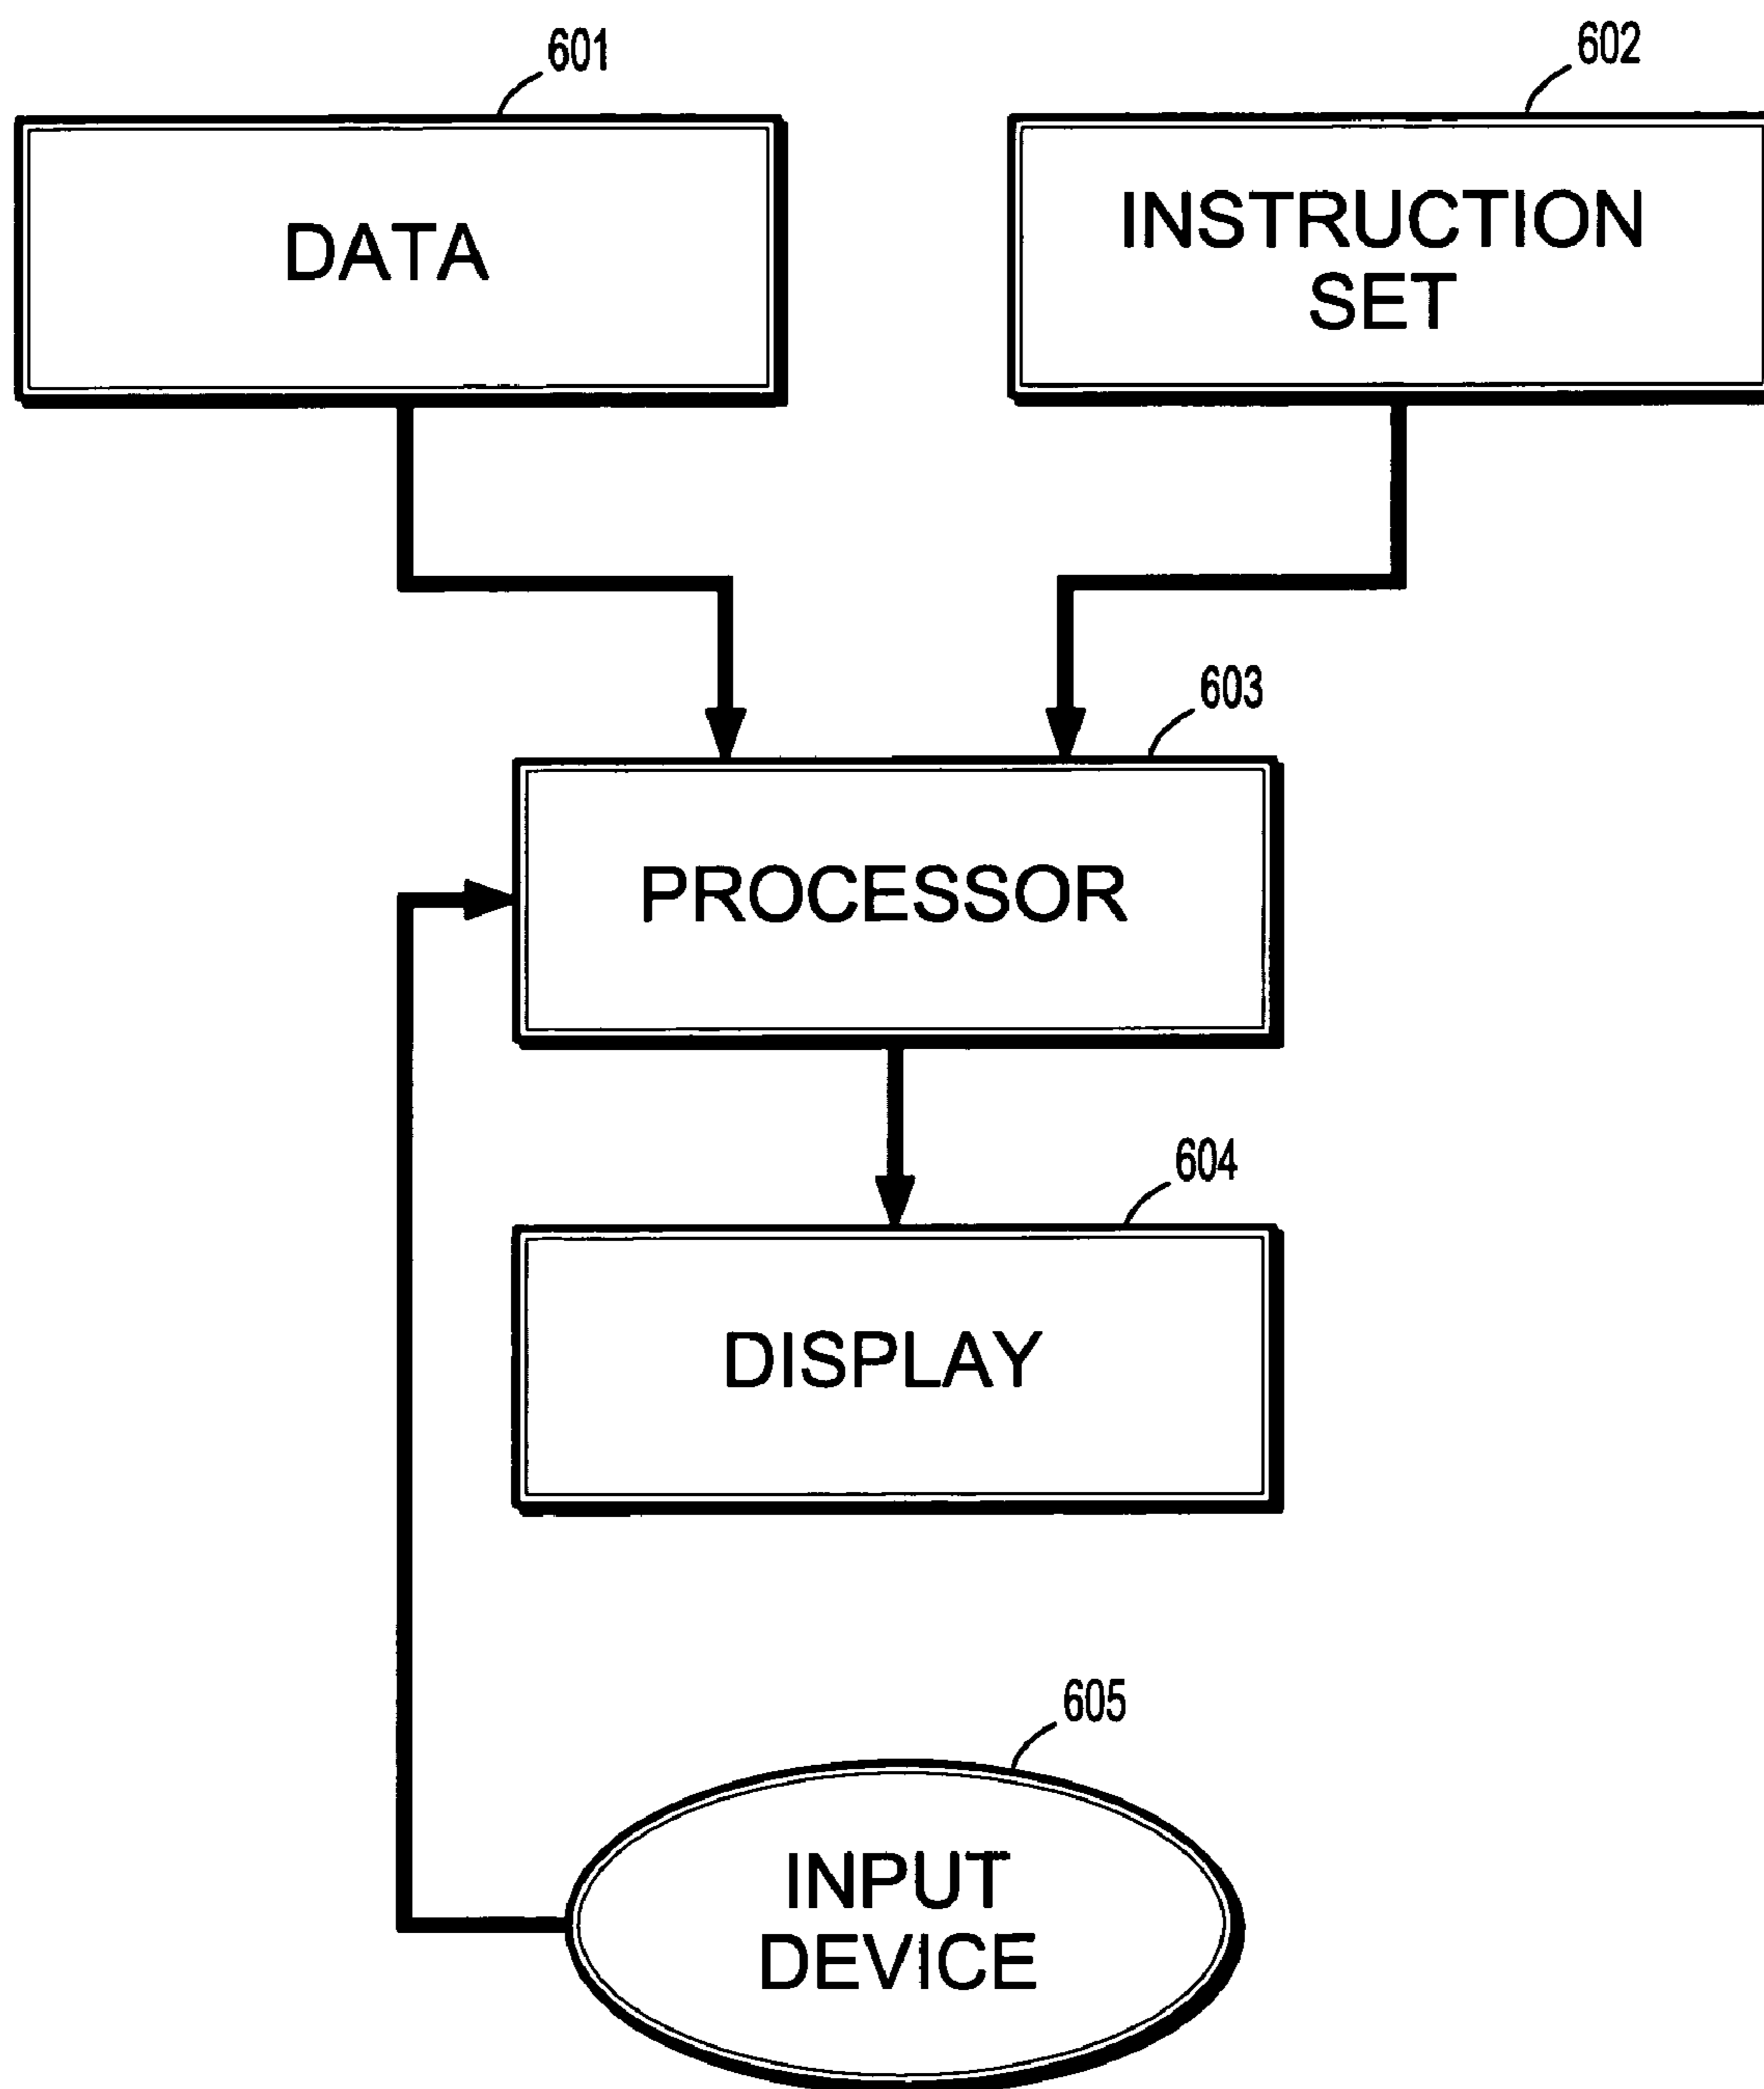 601
602
DATA
INSTRUCTION
SET
603
PROCESSOR
604
DISPLAY
605
INPUT
DEVICE